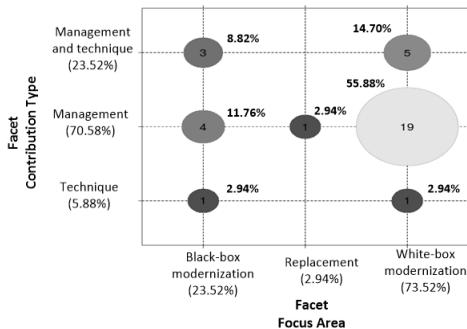 Management
and technique
(23.52%)
3
8.82%
5
14.70%
Facet
Contribution Type
Management
(70.58%)
4
11.76%
1
2.94%
19
55.88%
Technique
(5.88%)
1
2.94%
1
2.94%
Black-box
modernization
(23.52%)
Replacement
(2.94%)
White-box
modernization
(73.52%)
Facet
Focus Area